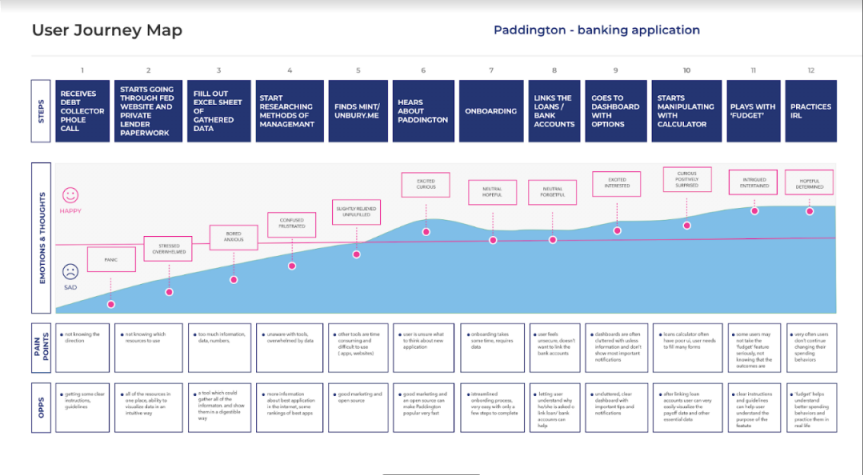 User Journey Map
Paddington - banking application
1
2
3
4
5
6
7
8
9
10
11
12
STEPS
RECEIVES
DEBT
COLLECTOR
PHOLE
CALL
STARTS GOING
THROUGH FED
WEBSITE AND
PRIVATE
LENDER
PAPERWORK
FIILL OUT
EXCEL SHEET
OF
GATHERED
DATA
START
RESEARCHING
METHODS OF
MANAGEMANT
FINDS MINT/
UNBURY.ME
HEARS
ABOUT
PADDINGTON
ONBOARDING
LINKS THE
LOANS /
BANK
ACCOUNTS
GOES TO
DASHBOARD
WITH
OPTIONS
STARTS
MANIPULATING
WITH
CALCULATOR
PLAYS WITH
'FUDGET'
PRACTICES
IRL
EMOTIONS & THOUGHTS
HAPPY
SAD
PANIC
STRESSED
OVERWHELMED
BORED
ANXIOUS
CONFUSED
FRUSTRATED
SLIGHTLY RELIEVED
UNFULFILLED
EXCITED
CURIOUS
NEUTRAL
HOPEFUL
NEUTRAL
FORGETFUL
EXCITED
INTERESTED
CURIOUS
POSITIVELY
SURPRISED
INTRIGUED
ENTERTAINED
HOPEFUL
DETERMINED
PAIN
POINTS
not knowing the
direction
not knowing which
resources to use
too much information,
data, numbers.
unaware with tools,
overwhelmed by data
other tools are time
consuming and
difficult to use
( apps, websites)
user is unsure what
to think about new
application
onboarding takes
some time, requires
data
user feels
unsecure, doesn't
want to link the
bank accounts
dashboards are often
cluttered with useless
information and don't
show most important
notifications
loans calculator often
have poor ui, user needs
to fill many forms
some users may
not take the
'fudget' feature
seriously, not
knowing that the
outcomes are
very often users
don't continue
changing their
spending
behaviors
OPPS
getting some clear
instructions,
guidelines
all of the resources in
one place, ability to
visualize data in an
intuitive way
a tool which could
gather all of the
information and show
them in a digestible
way
more information
about best application
in the internet, some
rankings of best apps
good marketing and
open source
good marketing and
an open source can
make Paddington
popular very fast
streamlined
onboarding process,
very easy with only a
few steps to complete
letting user
understand why
he/she is asked to
link loan/ bank
accounts can
help
uncluttered, clear
dashboard with
important tips and
notifications
after linking loan
accounts user can very
easily visualize the
payoff date and other
essential data
clear instructions
and guidelines
can help user
understand the
purpose of the
feature
'fudget' helps
understand
better spending
behaviors and
practice them in
real life